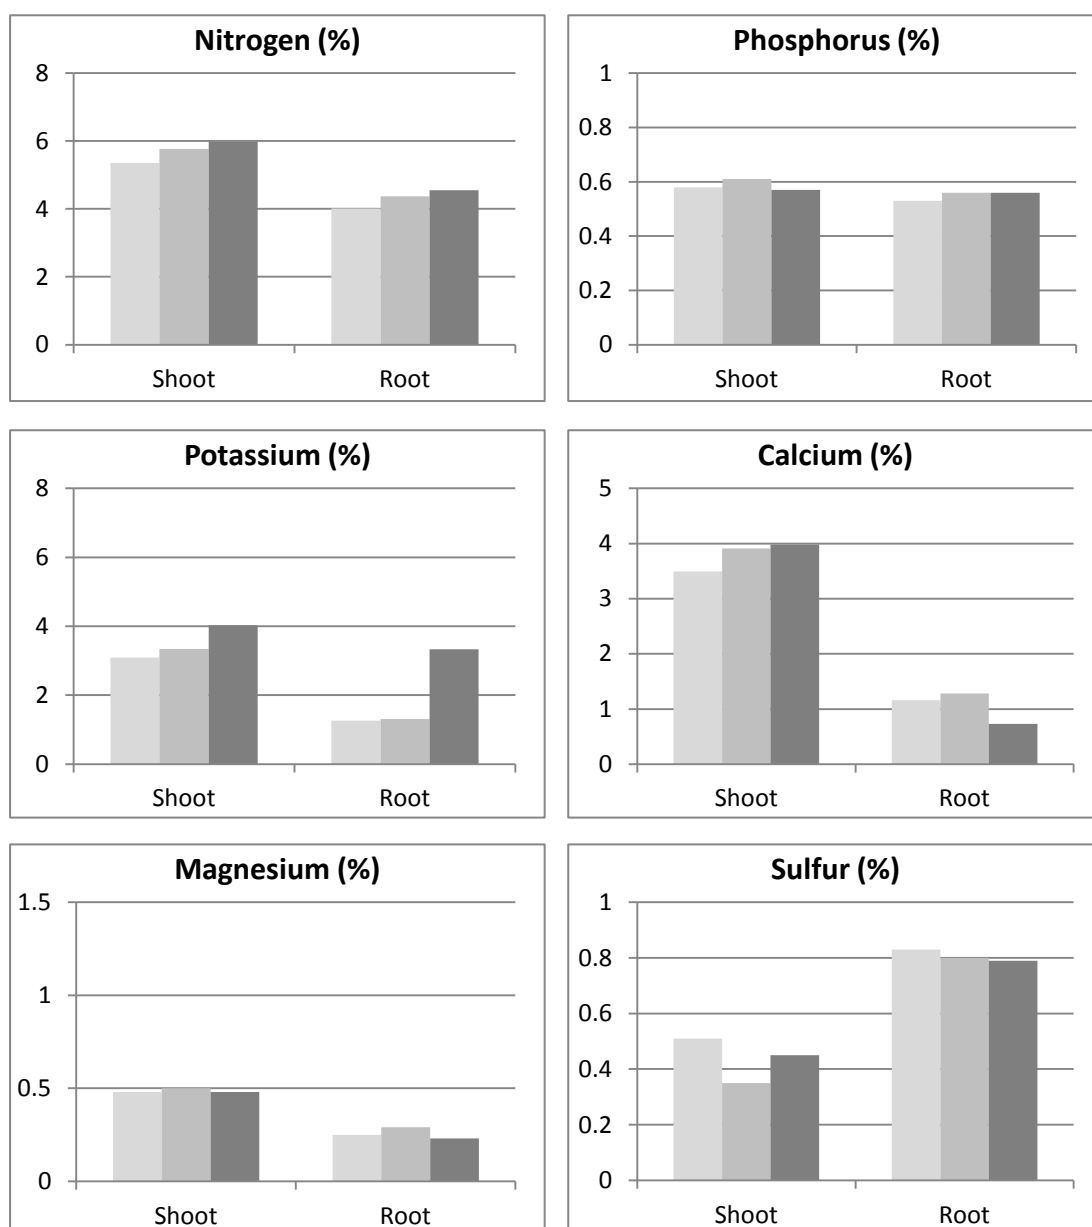 Nitrogen (%)
8
6
4
2
0
Shoot Root
Phosphorus (%)
1
0.8
0.6
0.4
0.2
0
Shoot Root
Potassium (%)
8
6
4
2
0
Shoot Root
Calcium (%)
5
4
3
2
1
0
Shoot Root
Magnesium (%)
1.5
1
0.5
0
Shoot Root
Sulfur (%)
1
0.8
0.6
0.4
0.2
0
Shoot Root